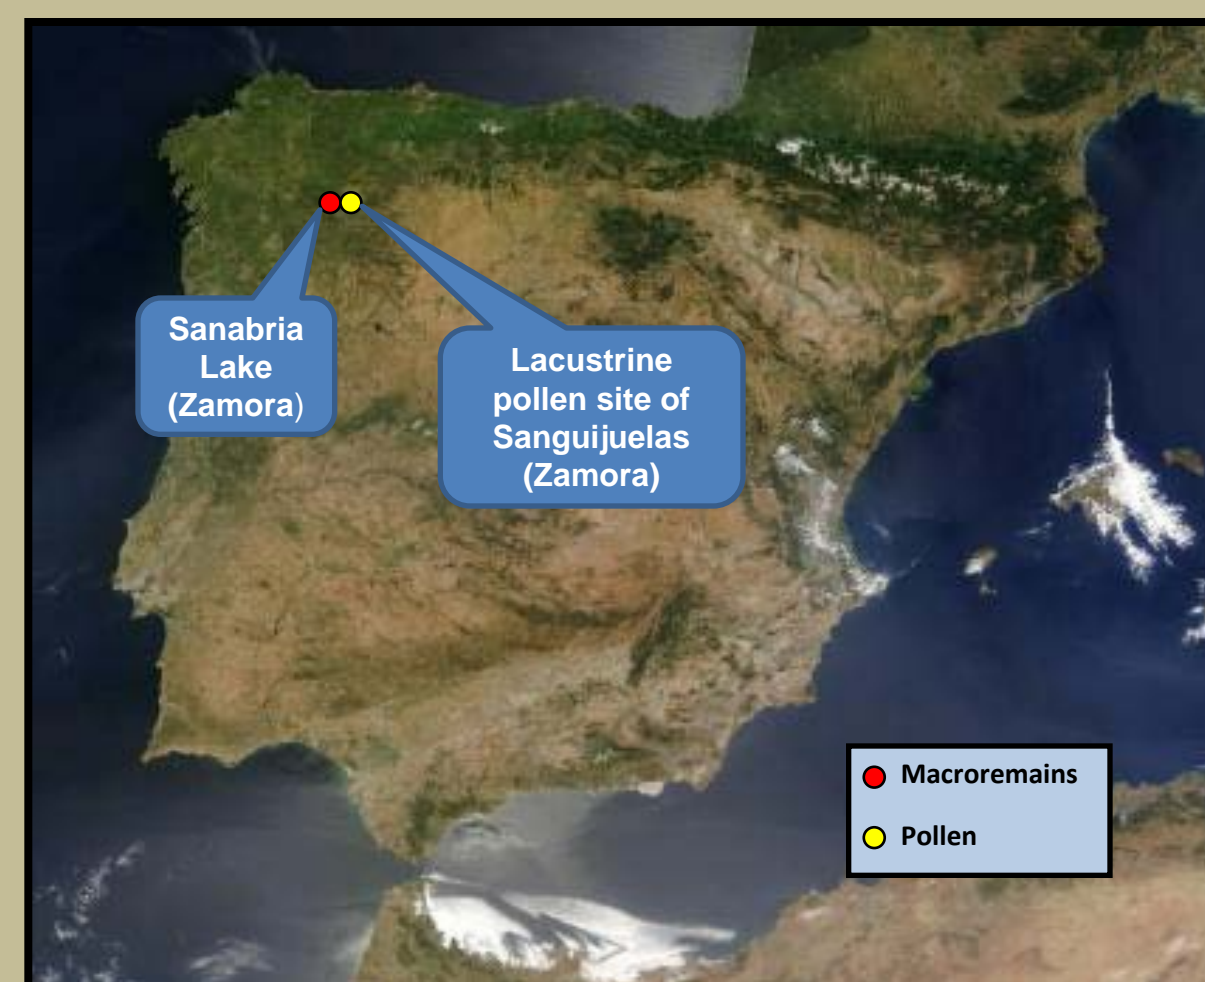 Sanabria
Lake
(Zamora)
Lacustrine
pollen site of
Sanguijuelas
(Zamora)
Macroremains
Pollen